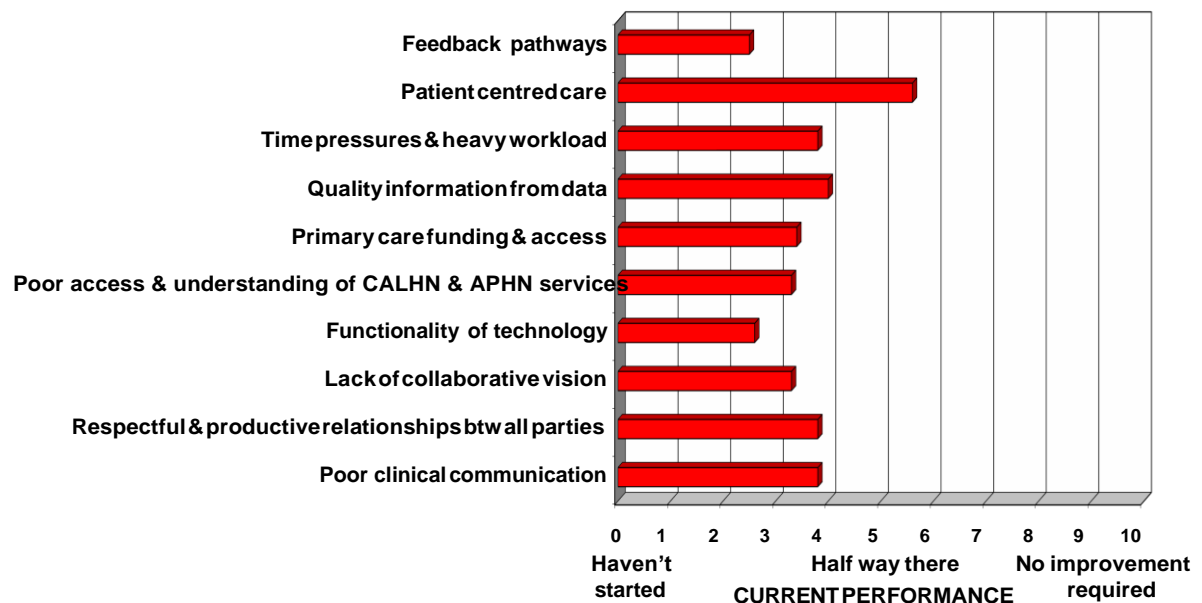 Feedback pathways
Patient centred care
Time pressures & heavy workload
Quality information from data
Primary care funding & access
Poor access & understanding of CALHN & APHN services
Functionality of technology
Lack of collaborative vision
Respectful & productive relationships btw all parties
Poor clinical communication
0 1 2 3 4 5 6 7 8 9 10
Haven't Half way there No improvement
started required
CURRENT PERFORMANCE